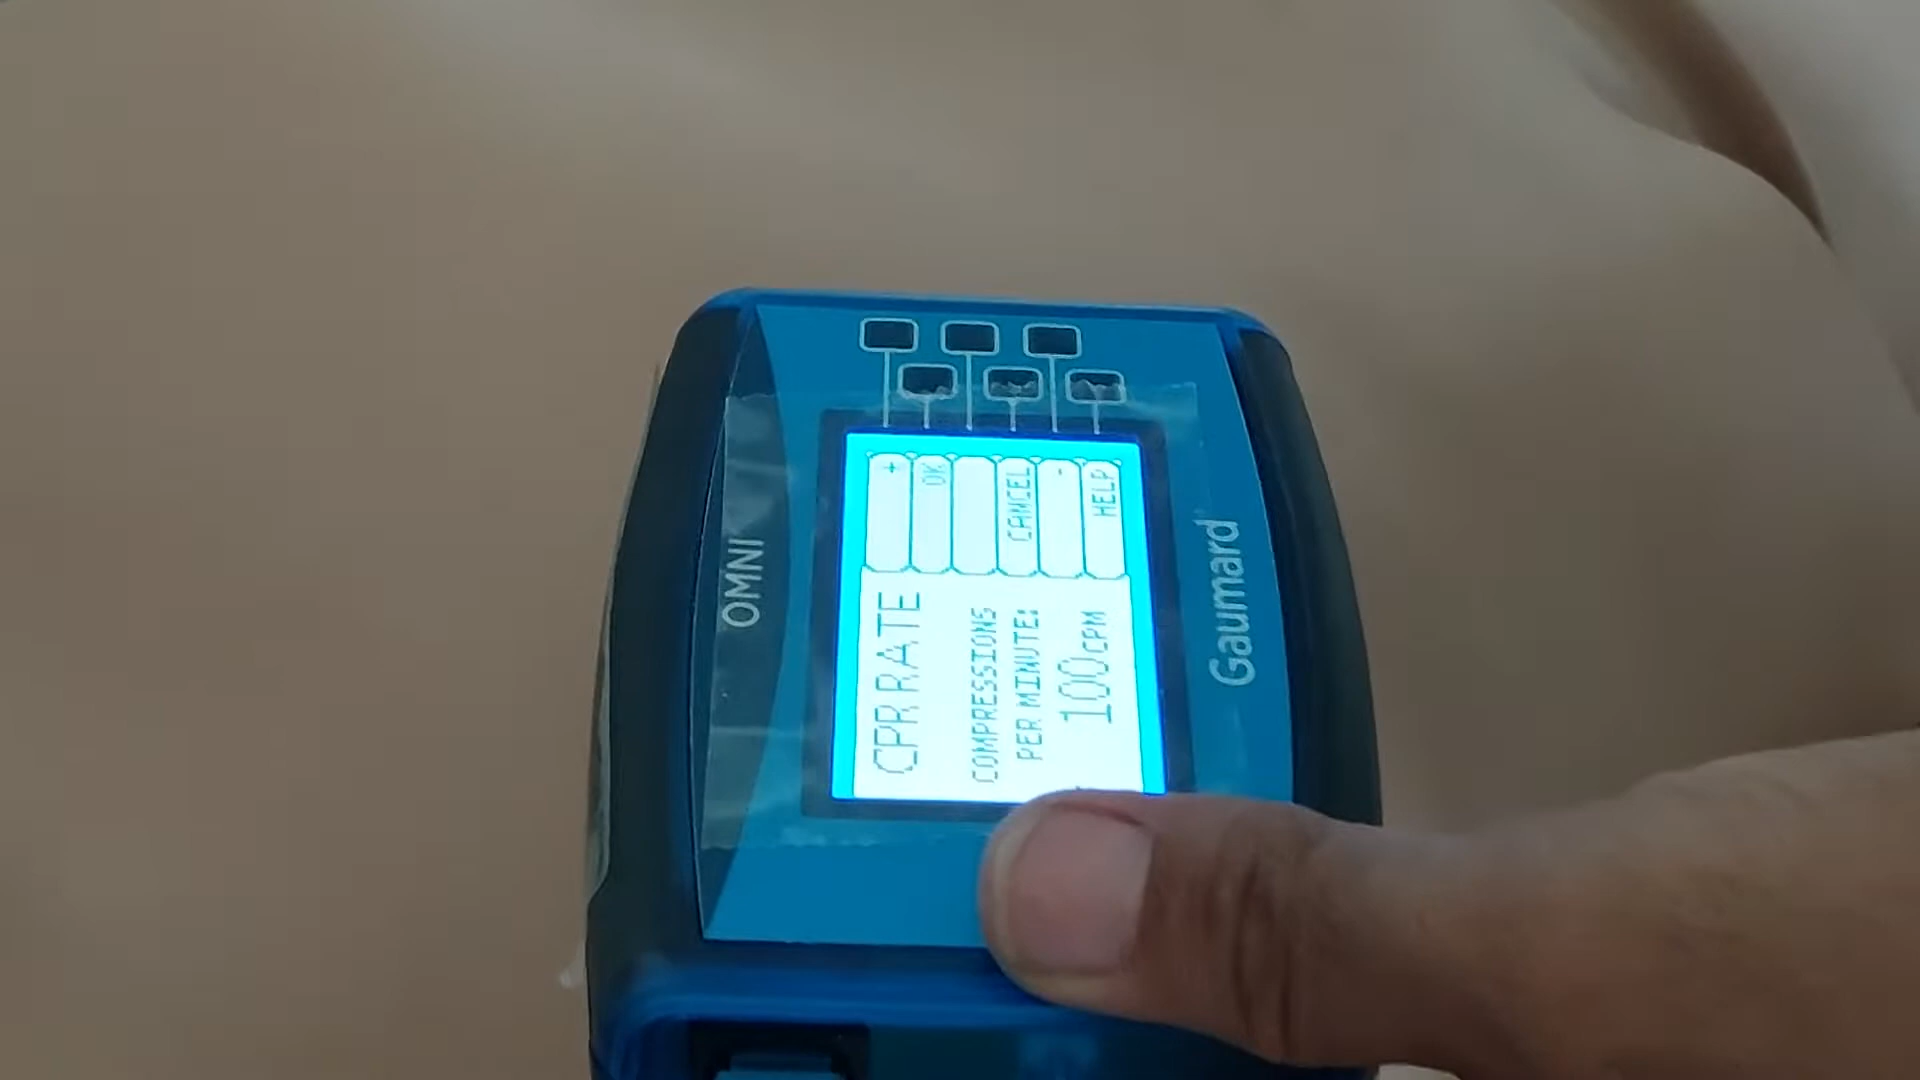 OMNI
CPR RATE
COMPRESSIONS
PER MINUTE:
100 CPM
+
OK
CANCEL
-
HELP
Gaumard